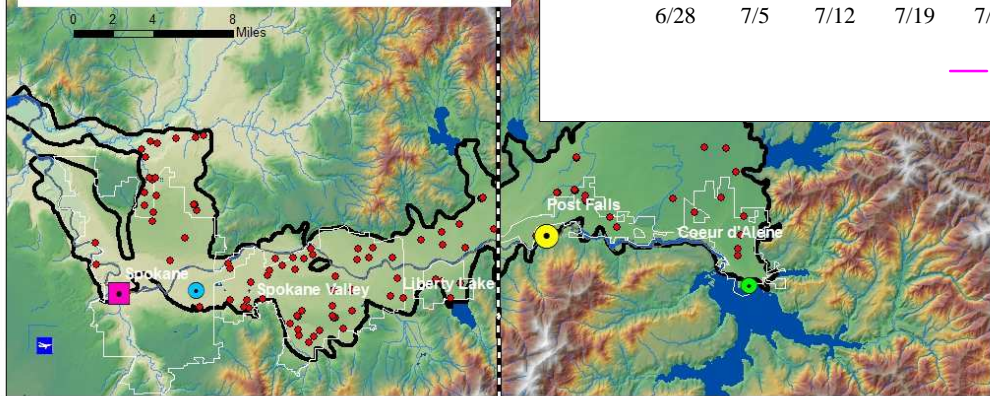 6/28 7/5 7/12 7/19 7/
0 2 4 8
Miles
Post Falls
Coeur d'Alene
Spokane
Spokane Valley
Liberty Lake